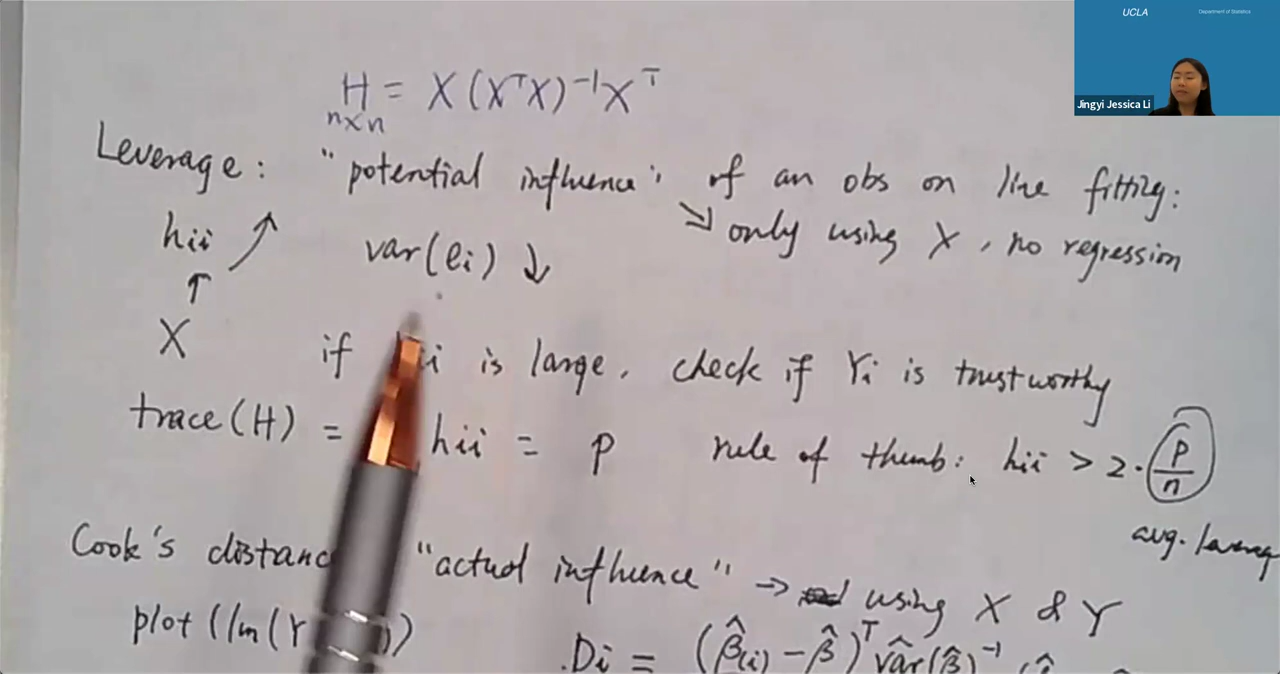 UCLA Department of Statistics
Jingyi Jessica Li
H = X (XᵀX)⁻¹Xᵀ
n×n
Leverage: "potential influence" of an obs on line fitting:
→ only using X, no regression
hii ↗ var(ei) ↓
↑
X
if ii is large, check if Yi is trustworthy
trace(H) = hii = p rule of thumb: hii > 2·p/n
avg. leverag
Cook's distanc "actual influence" → using X & Y
plot (lm(Y ))
Di = (β̂(i) − β̂)ᵀ var̂(β̂)⁻¹ (